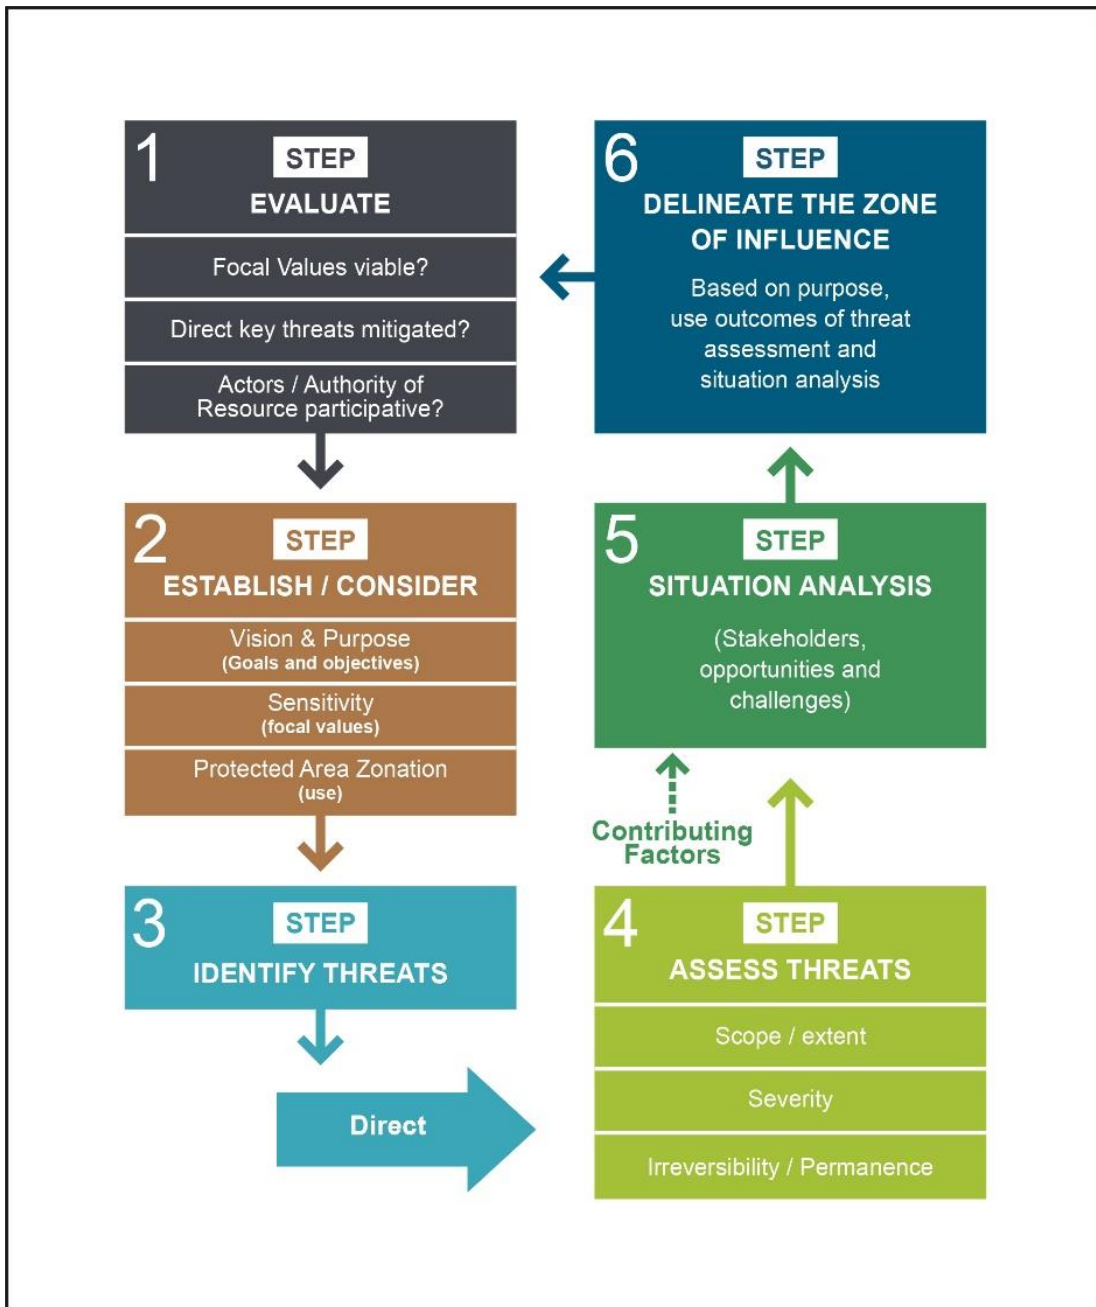 1
STEP
EVALUATE
Focal Values viable?
Direct key threats mitigated?
Actors / Authority of
Resource participative?
2
STEP
ESTABLISH / CONSIDER
Vision & Purpose
(Goals and objectives)
Sensitivity
(focal values)
Protected Area Zonation
(use)
3
STEP
IDENTIFY THREATS
Direct
4
STEP
ASSESS THREATS
Scope / extent
Severity
Irreversibility / Permanence
Contributing
Factors
5
STEP
SITUATION ANALYSIS
(Stakeholders,
opportunities and
challenges)
6
STEP
DELINEATE THE ZONE
OF INFLUENCE
Based on purpose,
use outcomes of threat
assessment and
situation analysis